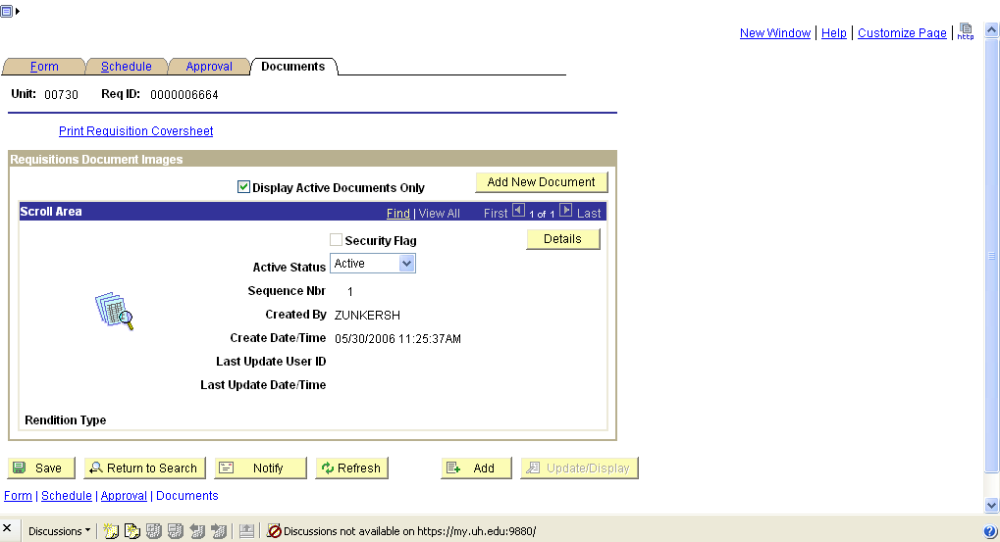 New Window | Help | Customize Page | http
Form Schedule Approval Documents
Unit: 00730 Req ID: 0000006664
Print Requisition Coversheet
Requisitions Document Images
Display Active Documents Only Add New Document
Scroll Area Find | View All First 1 of 1 Last
Security Flag Details
Active Status Active
Sequence Nbr 1
Created By ZUNKERSH
Create Date/Time 05/30/2006 11:25:37AM
Last Update User ID
Last Update Date/Time
Rendition Type
Save Return to Search Notify Refresh Add Update/Display
Form | Schedule | Approval | Documents
Discussions Discussions not available on https://my.uh.edu:9880/